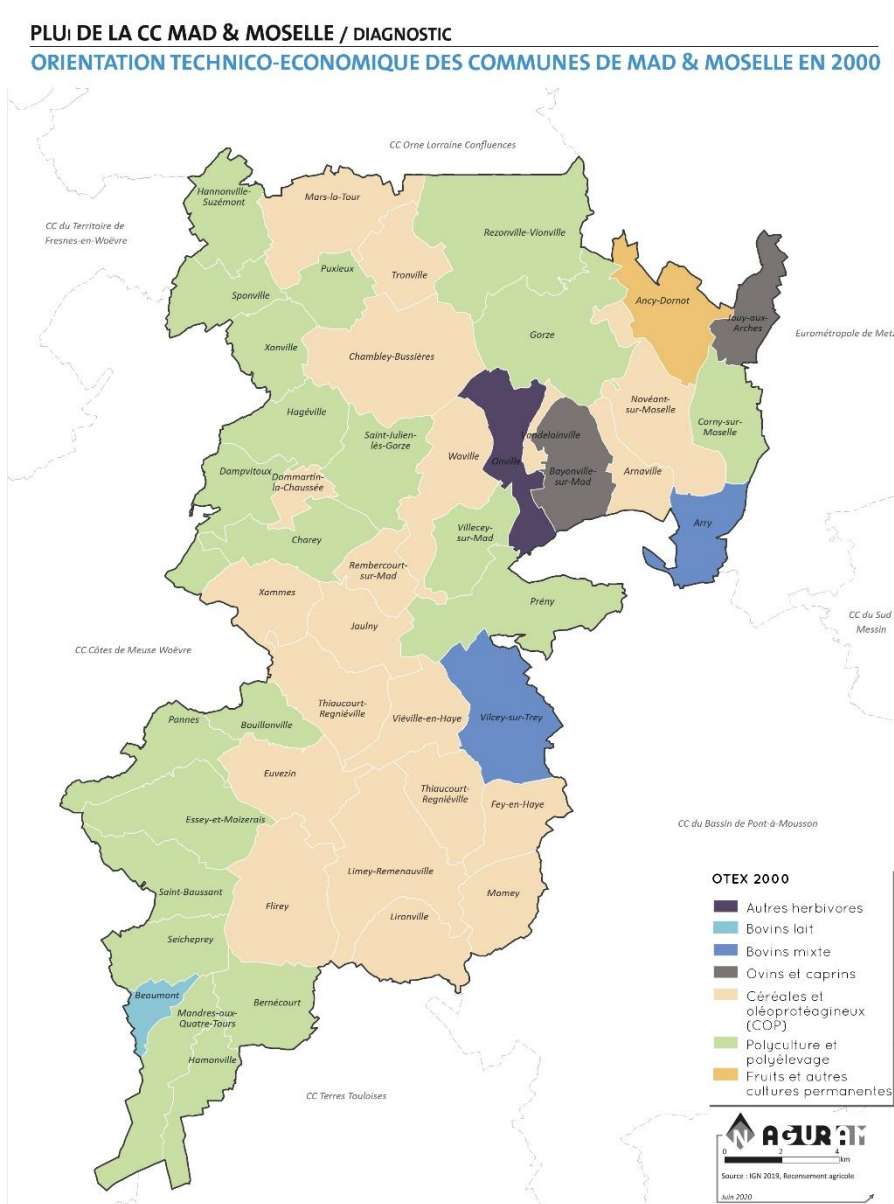 PLUi DE LA CC MAD & MOSELLE / DIAGNOSTIC
ORIENTATION TECHNICO-ECONOMIQUE DES COMMUNES DE MAD & MOSELLE EN 2000
CC Orne Lorraine Confluences
Hannonville-
Suzémont
Mars-la-Tour
CC du Territoire de
Fresnes-en-Woëvre
Rezonville-Vionville
Puxieux
Tronville
Sponville
Ancy-Dornot
Jouy-aux-
Arches
Eurométropole de Metz
Xonville
Chambley-Bussières
Gorze
Novéant-
sur-Moselle
Corny-sur-
Moselle
Hagéville
Saint-Julien-
lès-Gorze
Waville
Onville
Vandelainville
Bayonville-
sur-Mad
Arnaville
Dampvitoux
Dommartin-
la-Chaussée
Arry
Villecey-
sur-Mad
Charey
Rembercourt-
sur-Mad
Xammes
Prény
Jaulny
CC du Sud
Messin
CC Côtes de Meuse Woëvre
Thiaucourt-
Regniéville
Viéville-en-Haye
Vilcey-sur-Trey
Pannes
Bouillonville
Euvezin
Thiaucourt-
Regniéville
Fey-en-Haye
Essey-et-Maizerais
CC du Bassin de Pont-à-Mousson
Limey-Remenauville
Saint-Baussant
Flirey
Lironville
Mamey
Seicheprey
Beaumont
Mandres-aux-
Quatre-Tours
Bernécourt
Hamonville
CC Terres Touloises
OTEX 2000
Autres herbivores
Bovins lait
Bovins mixte
Ovins et caprins
Céréales et
oléoprotéagineux
(COP)
Polyculture et
polyélevage
Fruits et autres
cultures permanentes
N AGURAM
0 2 4
km
Source : IGN 2019, Recensement agricole
Juin 2020